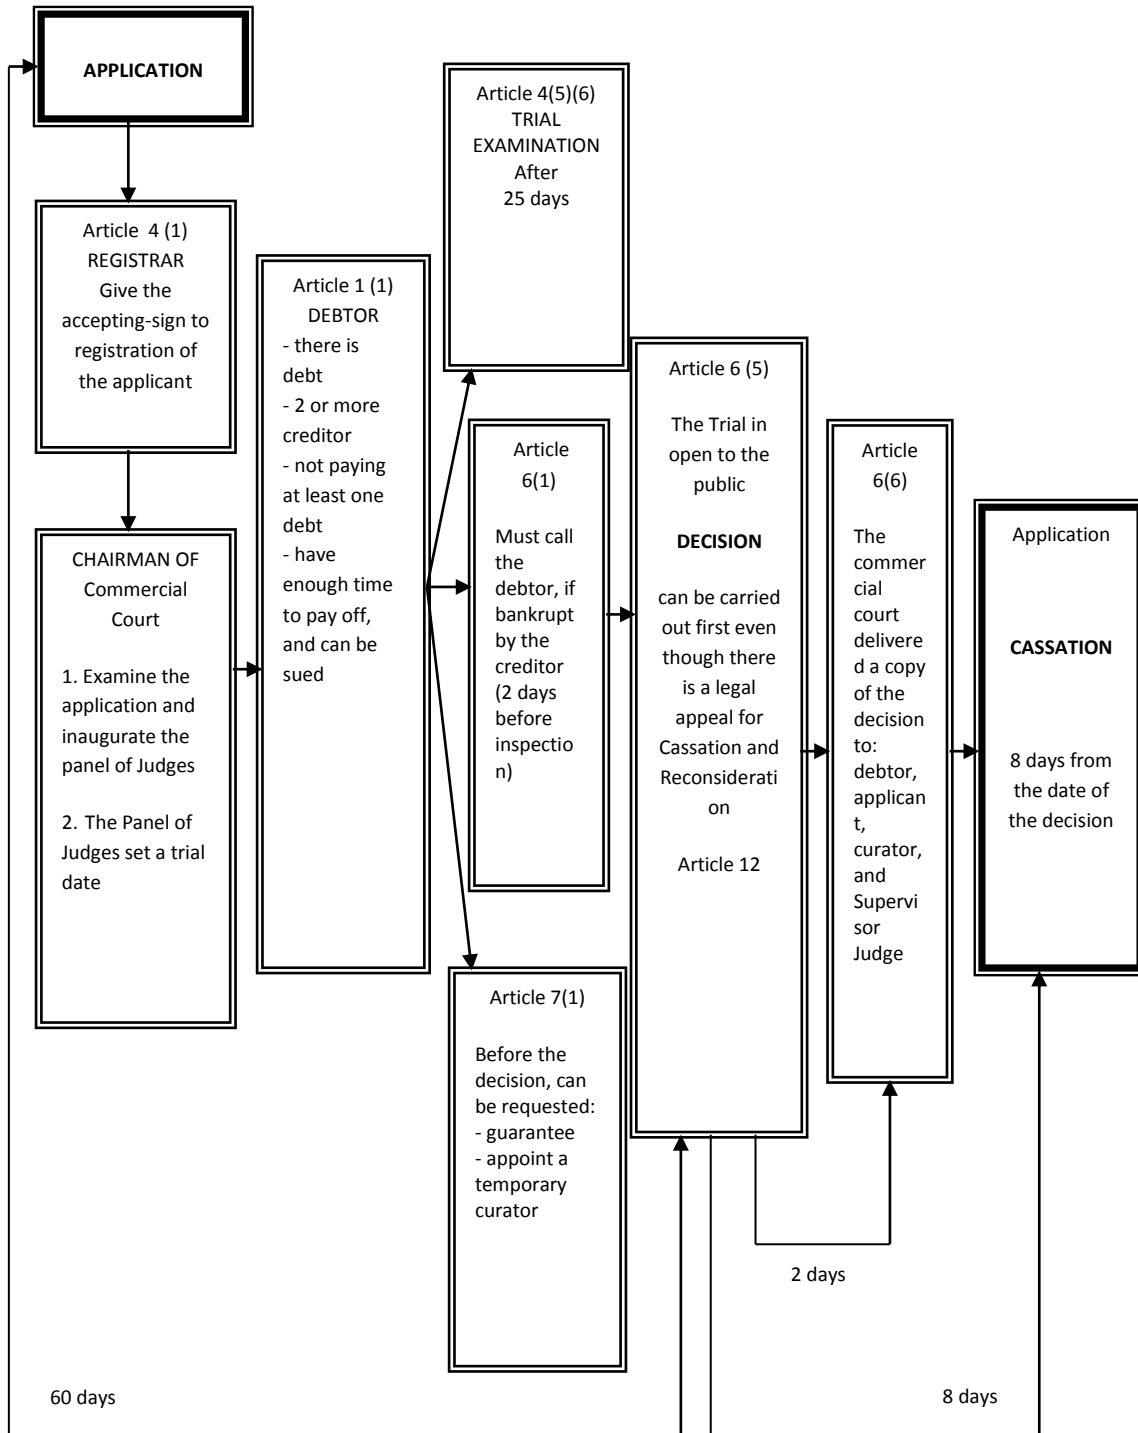 APPLICATION
Article 4 (1)
REGISTRAR
Give the
accepting-sign to
registration of
the applicant
CHAIRMAN OF
Commercial
Court
1. Examine the
application and
inaugurate the
panel of Judges
2. The Panel of
Judges set a trial
date
Article 1 (1)
DEBTOR
- there is
debt
- 2 or more
creditor
- not paying
at least one
debt
- have
enough time
to pay off,
and can be
sued
Article 4(5)(6)
TRIAL
EXAMINATION
After
25 days
Article
6(1)
Must call
the
debtor, if
bankrupt
by the
creditor
(2 days
before
inspectio
n)
Article 7(1)
Before the
decision, can
be requested:
- guarantee
- appoint a
temporary
curator
Article 6 (5)
The Trial in
open to the
public
DECISION
can be carried
out first even
though there
is a legal
appeal for
Cassation and
Reconsiderati
on
Article 12
Article
6(6)
The
commer
cial
court
delivere
d a copy
of the
decision
to:
debtor,
applican
t,
curator,
and
Supervi
sor
Judge
Application
CASSATION
8 days from
the date of
the decision
2 days
60 days
8 days